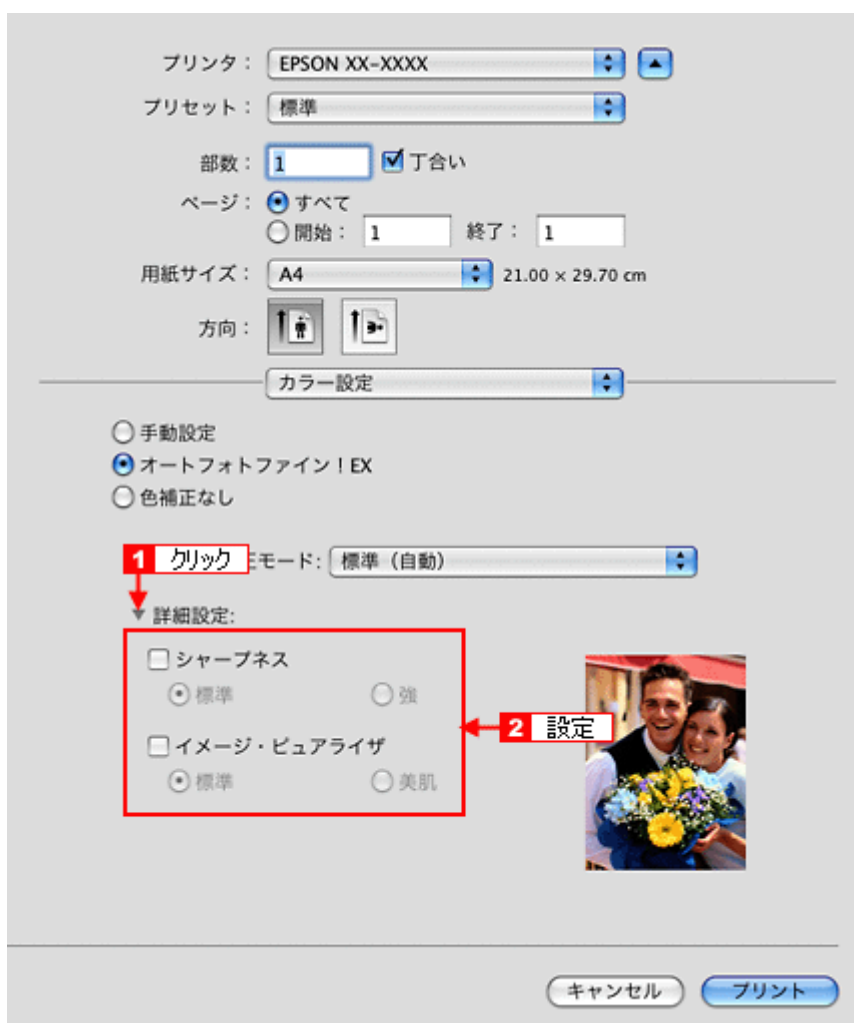 プリンタ： EPSON XX-XXXX
プリセット： 標準
部数： 1 丁合い
ページ： すべて
開始： 1 終了： 1
用紙サイズ： A4 21.00 × 29.70 cm
方向：
カラー設定
手動設定
オートフォトファイン！EX
色補正なし
1 クリック モード: 標準（自動）
詳細設定:
シャープネス
標準 強
2 設定
イメージ・ピュアライザ
標準 美肌
キャンセル プリント